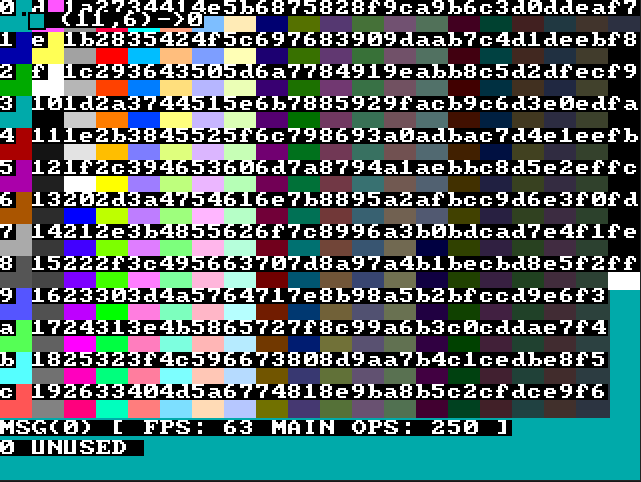 0 d 1a2734414e5b6875828f9ca9b6c3d0ddeaf7
(11,6)->0
1 e 1b2835424f5c697683909daab7c4d1deebf8
2 f 1c293643505d6a7784919eabb8c5d2dfecf9
3 101d2a3744515e6b7885929facb9c6d3e0edfa
4 111e2b3845525f6c798693a0adbac7d4e1eefb
5 121f2c394653606d7a8794a1aebbc8d5e2effc
6 13202d3a4754616e7b8895a2afbcc9d6e3f0fd
7 14212e3b4855626f7c8996a3b0bdcad7e4f1fe
8 15222f3c495663707d8a97a4b1becbd8e5f2ff
9 1623303d4a5764717e8b98a5b2bfccd9e6f3
a 1724313e4b5865727f8c99a6b3c0cddae7f4
b 1825323f4c596673808d9aa7b4c1cedbe8f5
c 192633404d5a6774818e9ba8b5c2cfdce9f6
MSG(0) [ FPS: 63 MAIN OPS: 250 ]
0 UNUSED